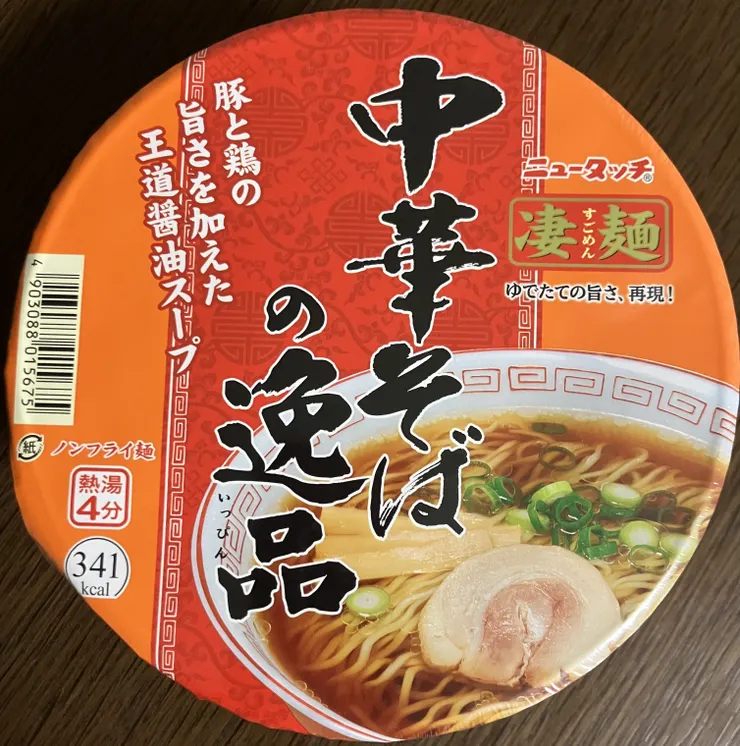 中華そば
の逸品
いっぴん
豚と鶏の
旨さを加えた
王道醤油スープ
ニュータッチ®
凄麺
すごめん
ゆでたての旨さ、再現!
4903088015675
紙
ノンフライ麺
熱湯
4分
341
kcal